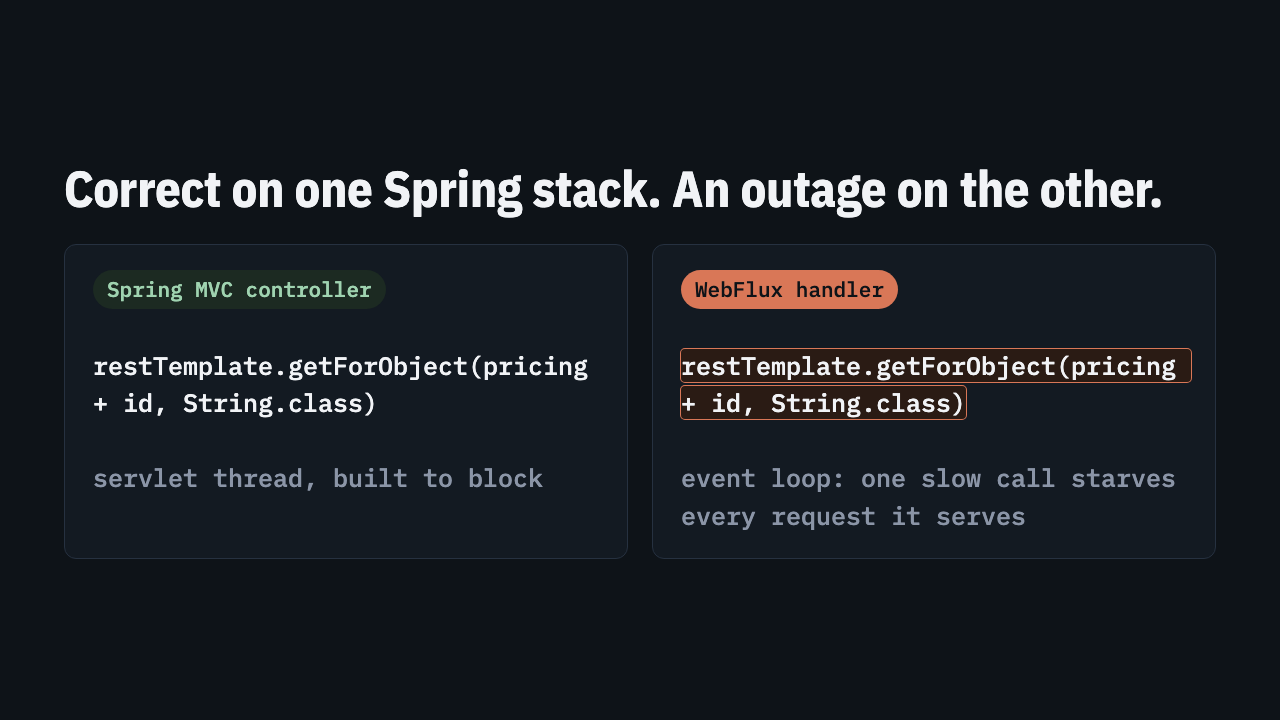 Correct on one Spring stack. An outage on the other.
Spring MVC controller
restTemplate.getForObject(pricing
+ id, String.class)
servlet thread, built to block
WebFlux handler
restTemplate.getForObject(pricing
+ id, String.class)
event loop: one slow call starves
every request it serves